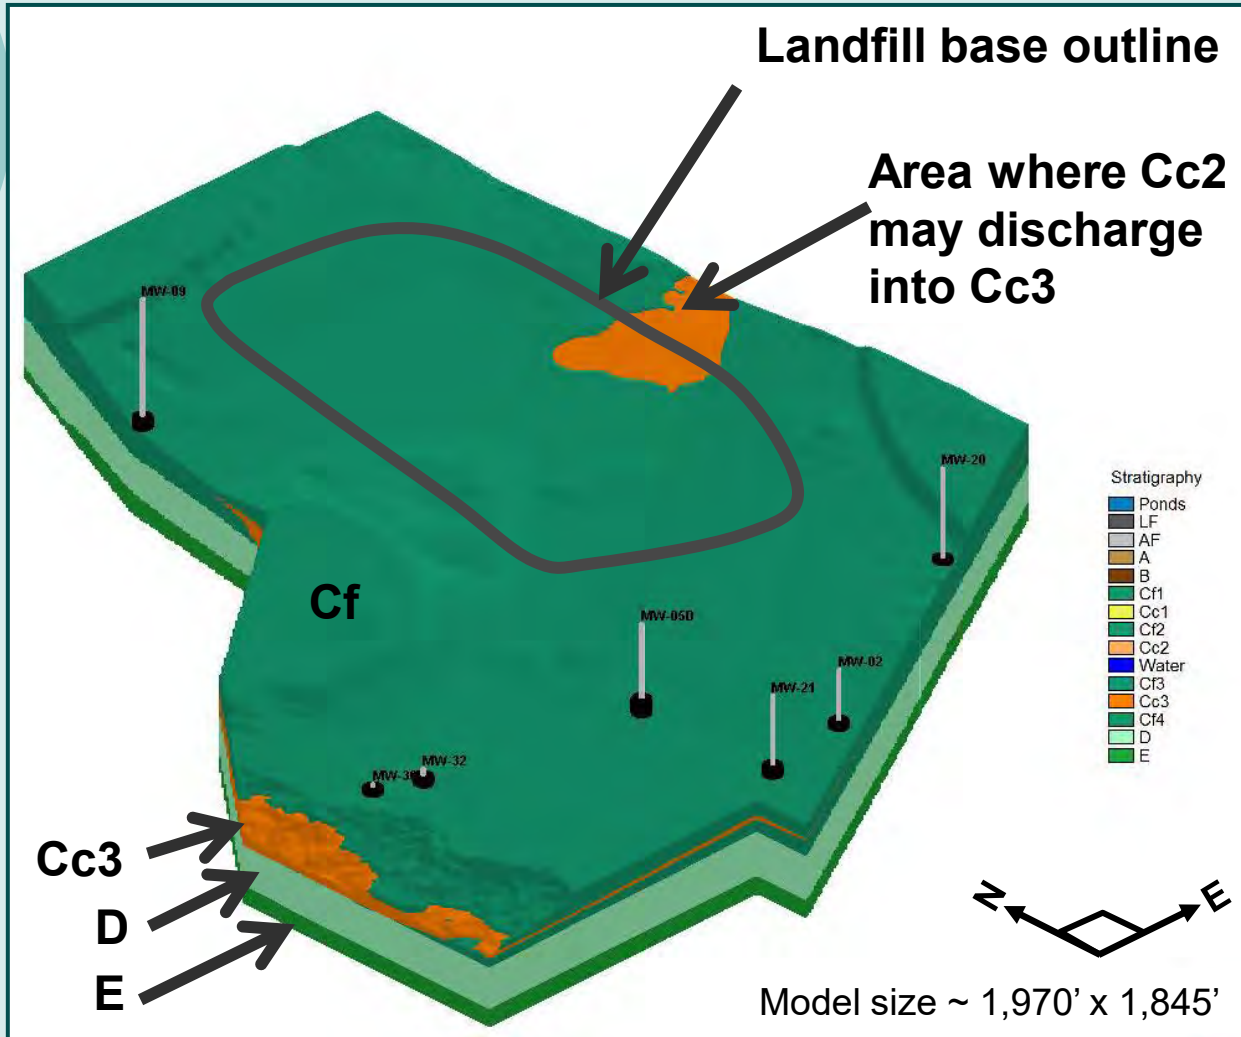 Landfill base outline
Area where Cc2
may discharge
into Cc3
MW-09
MW-20
Stratigraphy
Ponds
LF
AF
A
B
Cf1
Cc1
Cf2
Cc2
Water
Cf3
Cc3
Cf4
D
E
Cf
MW-05D
MW-02
MW-21
MW-32
Cc3
D
E
N
E
Model size ~ 1,970’ x 1,845’